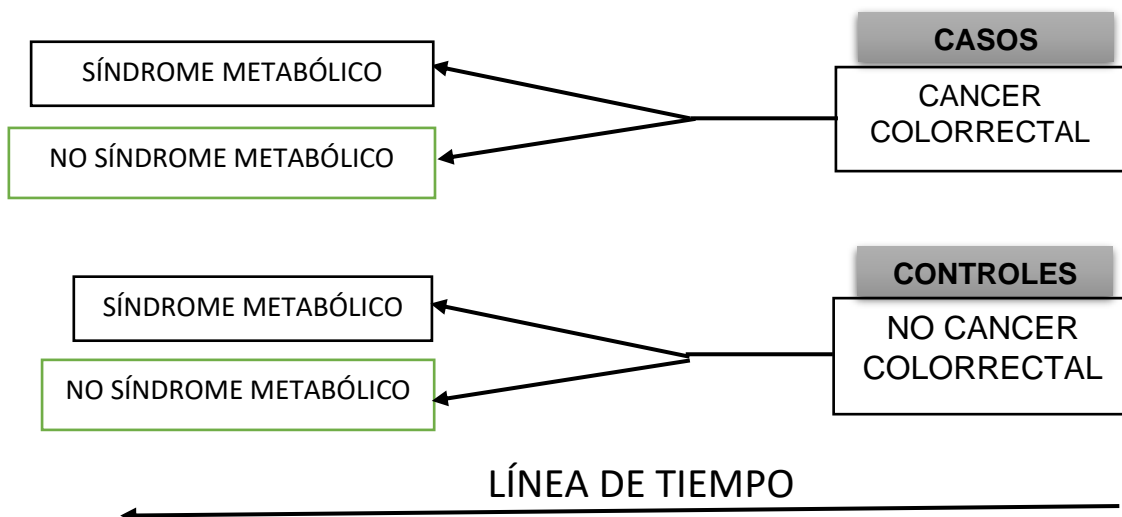 CASOS
SÍNDROME METABÓLICO
CANCER
COLORRECTAL
NO SÍNDROME METABÓLICO
CONTROLES
SÍNDROME METABÓLICO
NO CANCER
COLORRECTAL
NO SÍNDROME METABÓLICO
LÍNEA DE TIEMPO